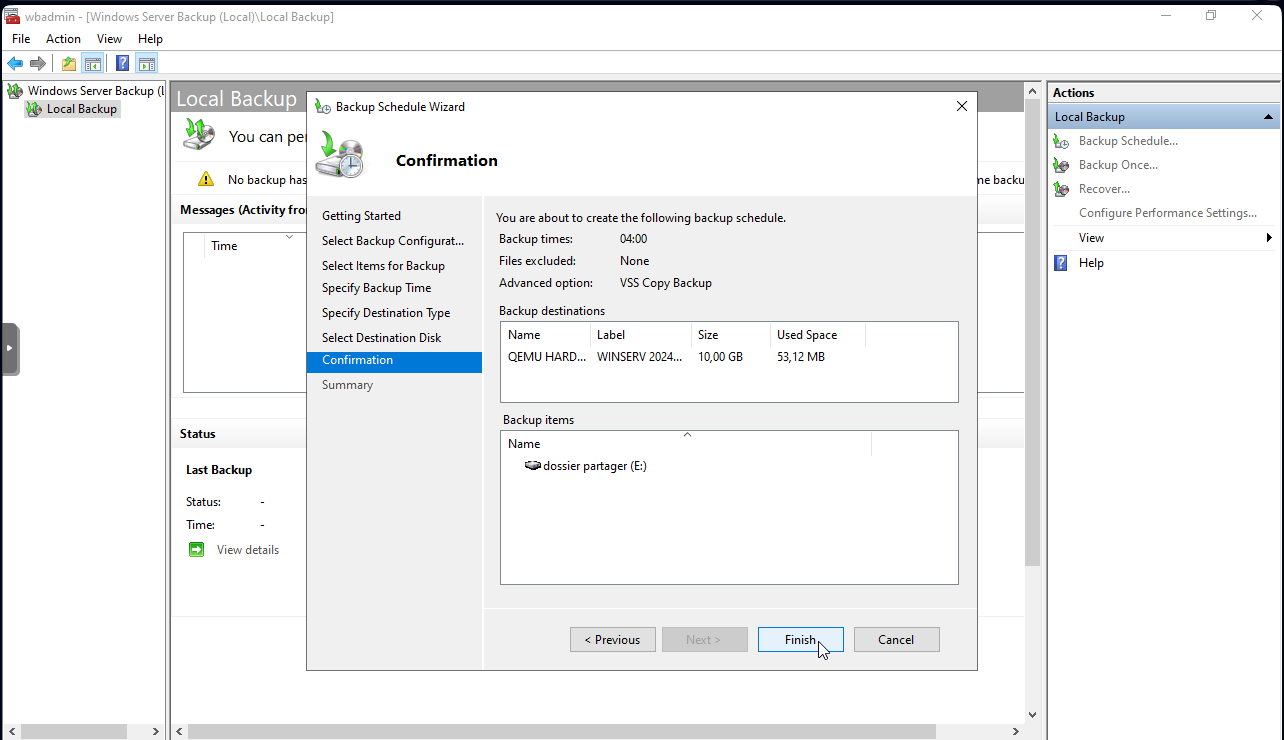 wbadmin - [Windows Server Backup (Local)\Local Backup]
File Action View Help
Windows Server Backup (L
Local Backup
Local Backup
You can per
No backup has
me backu
Messages (Activity from
Time
Status
Last Backup
Status: -
Time: -
View details
Backup Schedule Wizard
Confirmation
Getting Started
Select Backup Configurat...
Select Items for Backup
Specify Backup Time
Specify Destination Type
Select Destination Disk
Confirmation
Summary
You are about to create the following backup schedule.
Backup times: 04:00
Files excluded: None
Advanced option: VSS Copy Backup
Backup destinations
Name Label Size Used Space
QEMU HARD... WINSERV 2024... 10,00 GB 53,12 MB
Backup items
Name
dossier partager (E:)
< Previous Next > Finish Cancel
Actions
Local Backup
Backup Schedule...
Backup Once...
Recover...
Configure Performance Settings...
View
Help